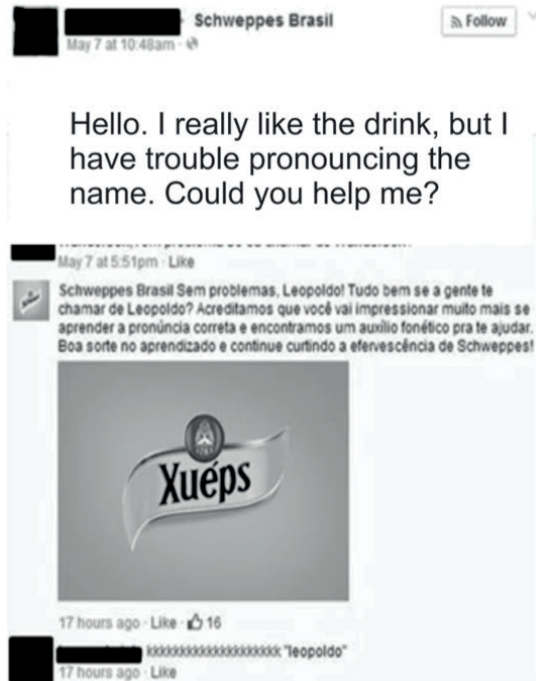 Schweppes Brasil
Follow
May 7 at 10:48am
Hello. I really like the drink, but I
have trouble pronouncing the
name. Could you help me?
May 7 at 5:51pm · Like
Schweppes Brasil Sem problemas, Leopoldo! Tudo bem se a gente te
chamar de Leopoldo? Acreditamos que você vai impressionar muito mais se
aprender a pronúncia correta e encontramos um auxílio fonético pra te ajudar.
Boa sorte no aprendizado e continue curtindo a efervescência de Schweppes!
Xuéps
17 hours ago · Like · 16
kkkkkkkkkkkkkkkkkkkkk "leopoldo"
17 hours ago · Like